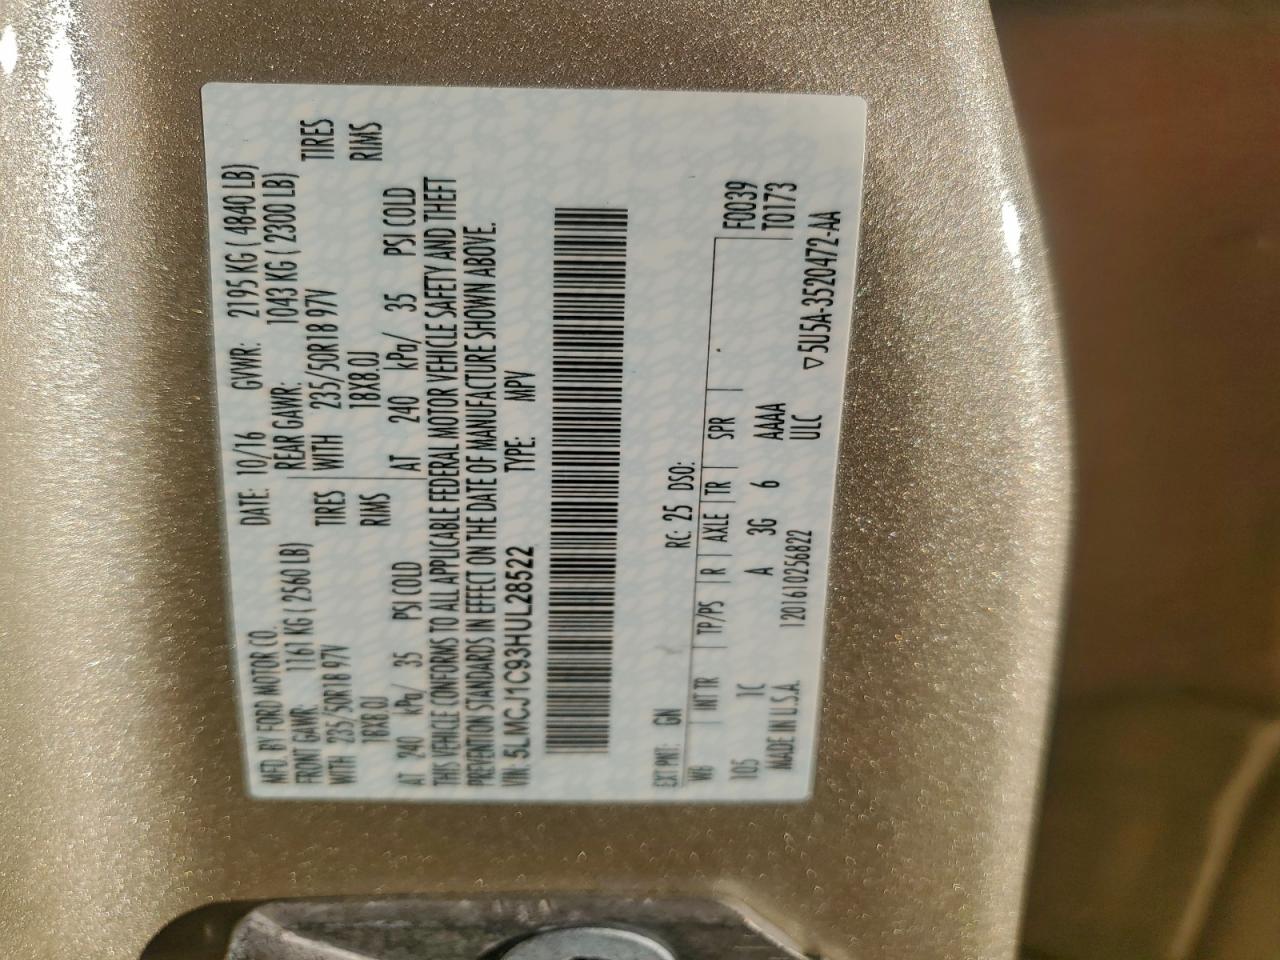 MFD. BY FORD MOTOR CO. DATE: 10/16 GVWR: 2195 KG ( 4840 LB)
FRONT GAWR: 1161 KG ( 2560 LB) REAR GAWR: 1043 KG ( 2300 LB)
WITH 235/50R18 97V TIRES WITH 235/50R18 97V TIRES
18X8.0J RIMS 18X8.0J RIMS
AT 240 kPa/ 35 PSI COLD AT 240 kPa/ 35 PSI COLD
THIS VEHICLE CONFORMS TO ALL APPLICABLE FEDERAL MOTOR VEHICLE SAFETY AND THEFT
PREVENTION STANDARDS IN EFFECT ON THE DATE OF MANUFACTURE SHOWN ABOVE.
VIN: 5LMCJ1C93HUL28522 TYPE: MPV
EXT PNT: GN RC: 25 DSO:
WB INT TR TP/PS R AXLE TR SPR F0039
105 JC A 3G 6 AAAA T0173
MADE IN U.S.A. 1201610256822 ULC
▽5U5A-3520472-AA